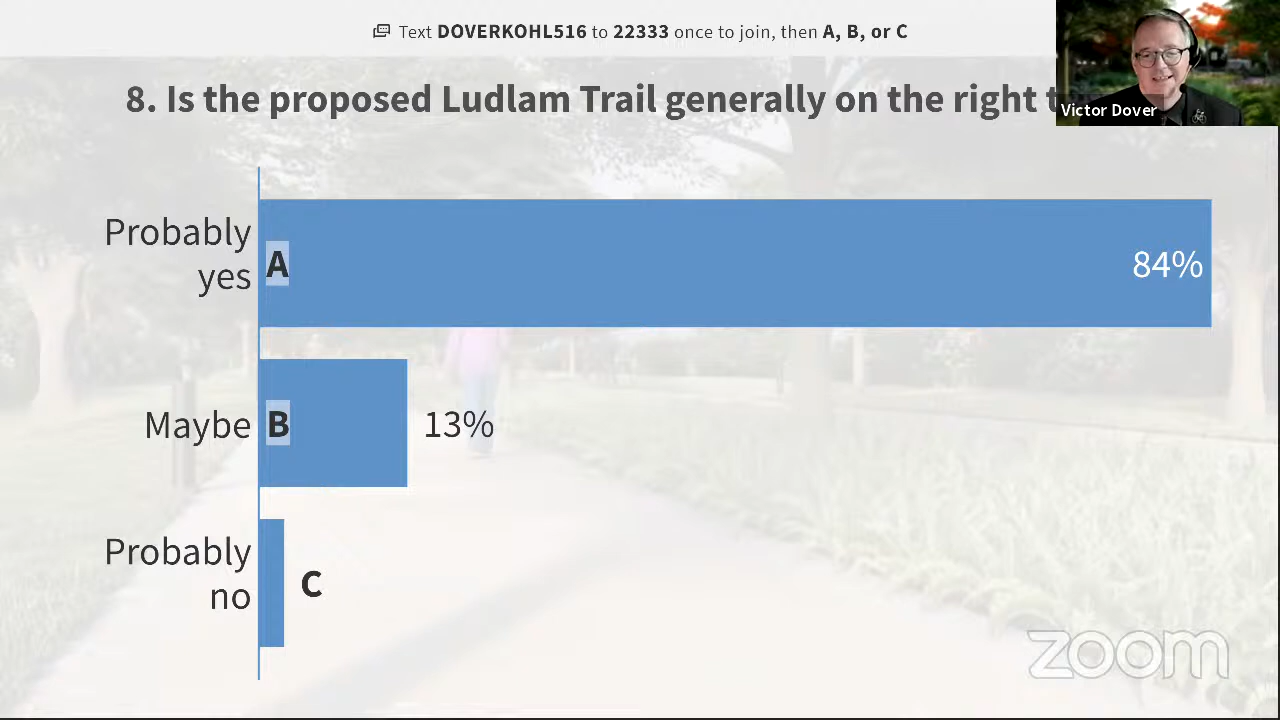 Text DOVERKOHL516 to 22333 once to join, then A, B, or C
8. Is the proposed Ludlam Trail generally on the right
Victor Dover
Probably
yes
A
84%
Maybe
B
13%
Probably
no
C
zoom